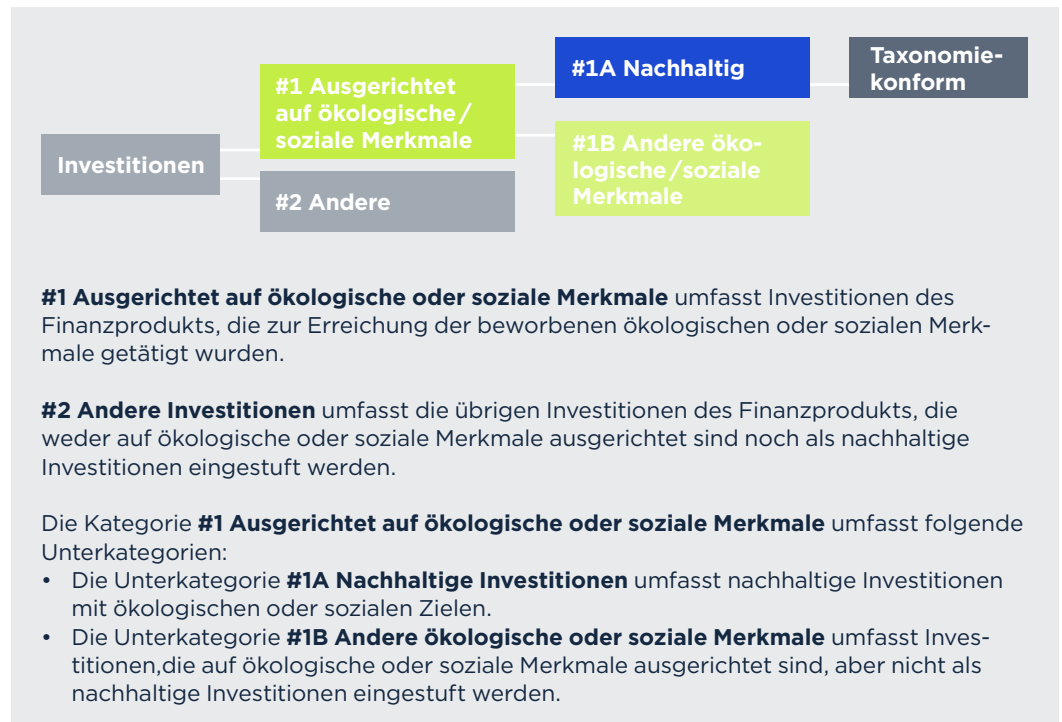 Investitionen
#1 Ausgerichtet
auf ökologische/
soziale Merkmale
#2 Andere
#1A Nachhaltig
#1B Andere öko-
logische/soziale
Merkmale
Taxonomie-
konform
#1 Ausgerichtet auf ökologische oder soziale Merkmale umfasst Investitionen des
Finanzprodukts, die zur Erreichung der beworbenen ökologischen oder sozialen Merk-
male getätigt wurden.
#2 Andere Investitionen umfasst die übrigen Investitionen des Finanzprodukts, die
weder auf ökologische oder soziale Merkmale ausgerichtet sind noch als nachhaltige
Investitionen eingestuft werden.
Die Kategorie #1 Ausgerichtet auf ökologische oder soziale Merkmale umfasst folgende
Unterkategorien:
• Die Unterkategorie #1A Nachhaltige Investitionen umfasst nachhaltige Investitionen
mit ökologischen oder sozialen Zielen.
• Die Unterkategorie #1B Andere ökologische oder soziale Merkmale umfasst Inves-
titionen,die auf ökologische oder soziale Merkmale ausgerichtet sind, aber nicht als
nachhaltige Investitionen eingestuft werden.